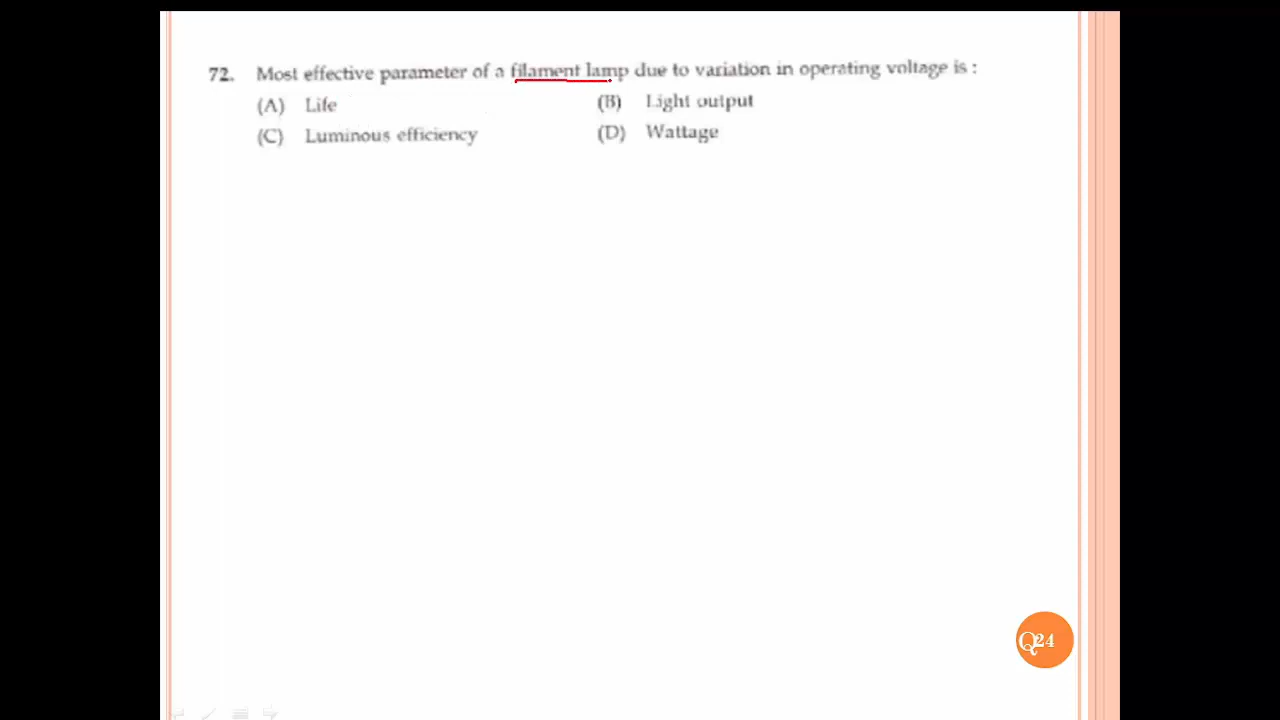 72. Most effective parameter of a filament lamp due to variation in operating voltage is :
(A) Life (B) Light output
(C) Luminous efficiency (D) Wattage
Q24